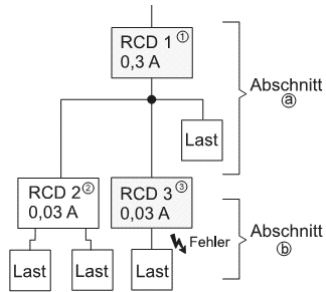 RCD 1 ①
0,3 A
Abschnitt
ⓐ
Last
RCD 2 ②
0,03 A
RCD 3 ③
0,03 A
Fehler
Abschnitt
ⓑ
Last
Last
Last